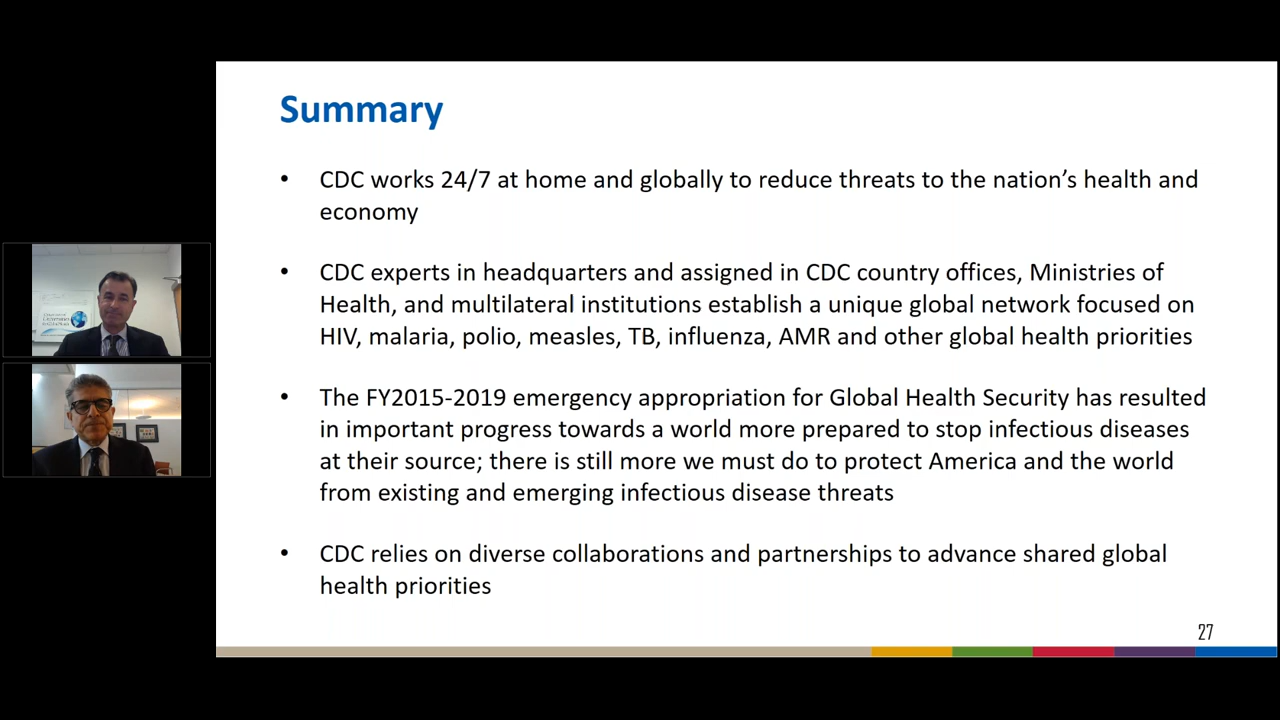 Summary
• CDC works 24/7 at home and globally to reduce threats to the nation’s health and
economy
• CDC experts in headquarters and assigned in CDC country offices, Ministries of
Health, and multilateral institutions establish a unique global network focused on
HIV, malaria, polio, measles, TB, influenza, AMR and other global health priorities
• The FY2015-2019 emergency appropriation for Global Health Security has resulted
in important progress towards a world more prepared to stop infectious diseases
at their source; there is still more we must do to protect America and the world
from existing and emerging infectious disease threats
• CDC relies on diverse collaborations and partnerships to advance shared global
health priorities
27